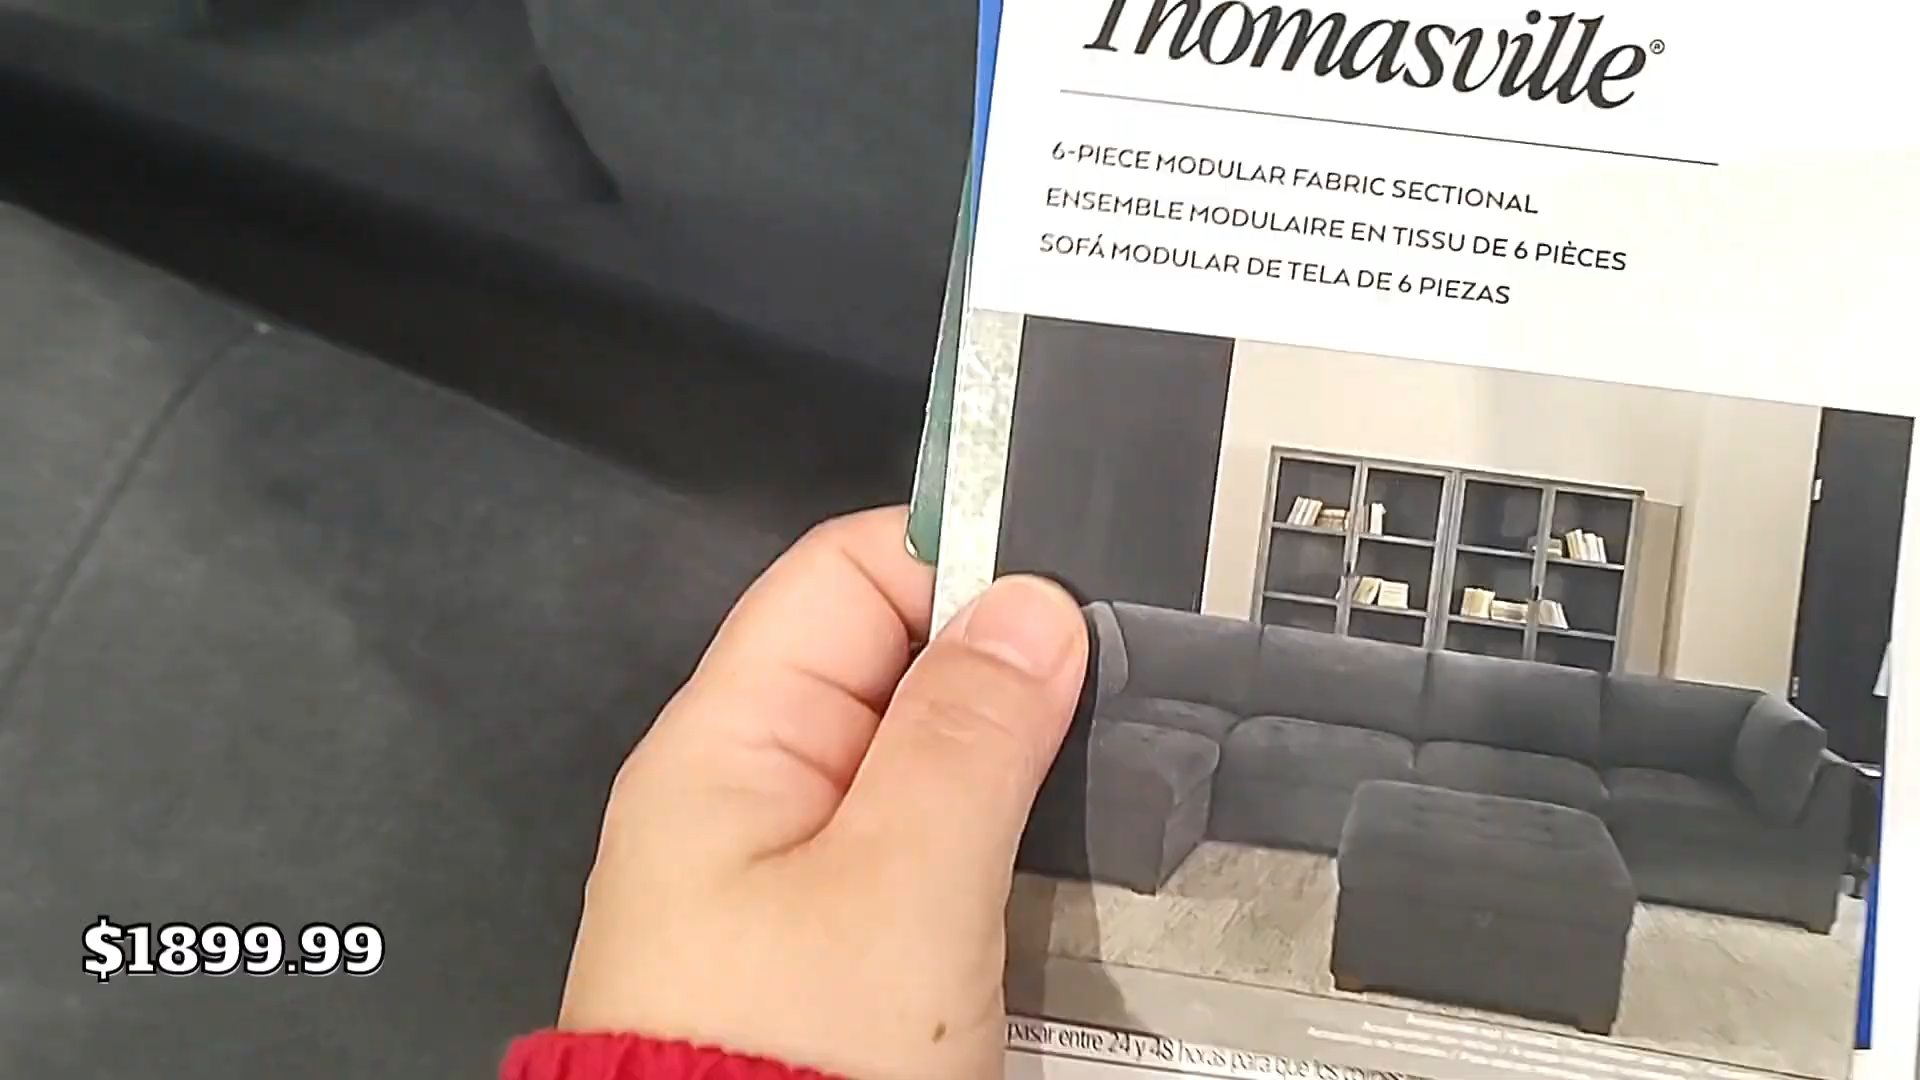 Thomasville®
6-PIECE MODULAR FABRIC SECTIONAL
ENSEMBLE MODULAIRE EN TISSU DE 6 PIÈCES
SOFÁ MODULAR DE TELA DE 6 PIEZAS
$1899.99
pasar entre 24 y 48 horas para que los